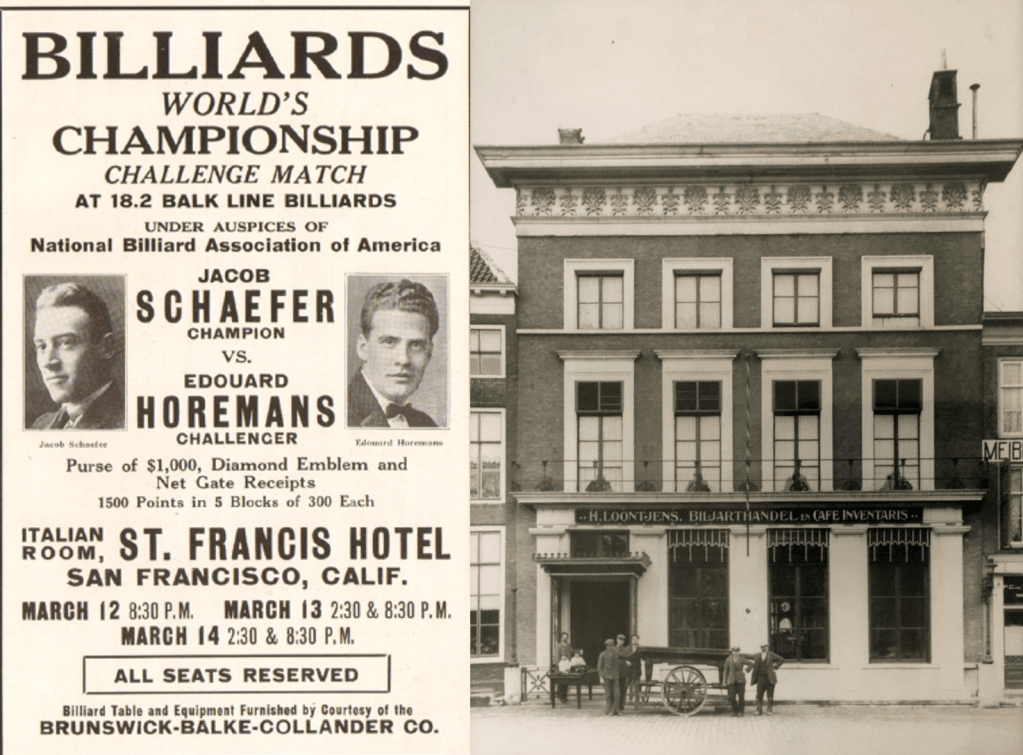 BILLIARDS
WORLD'S
CHAMPIONSHIP
CHALLENGE MATCH
AT 18.2 BALK LINE BILLIARDS
UNDER AUSPICES OF
National Billiard Association of America
JACOB
SCHAEFER
CHAMPION
VS.
EDOUARD
HOREMANS
CHALLENGER
Jacob Schaefer
Edouard Horemans
Purse of $1,000, Diamond Emblem and
Net Gate Receipts
1500 Points in 5 Blocks of 300 Each
ITALIAN ROOM, ST. FRANCIS HOTEL
SAN FRANCISCO, CALIF.
MARCH 12 8:30 P.M. MARCH 13 2:30 & 8:30 P.M.
MARCH 14 2:30 & 8:30 P.M.
ALL SEATS RESERVED
Billiard Table and Equipment Furnished by Courtesy of the
BRUNSWICK-BALKE-COLLANDER CO.
H. LOONTJENS. BILJARTHANDEL EN CAFE INVENTARIS
MEIB